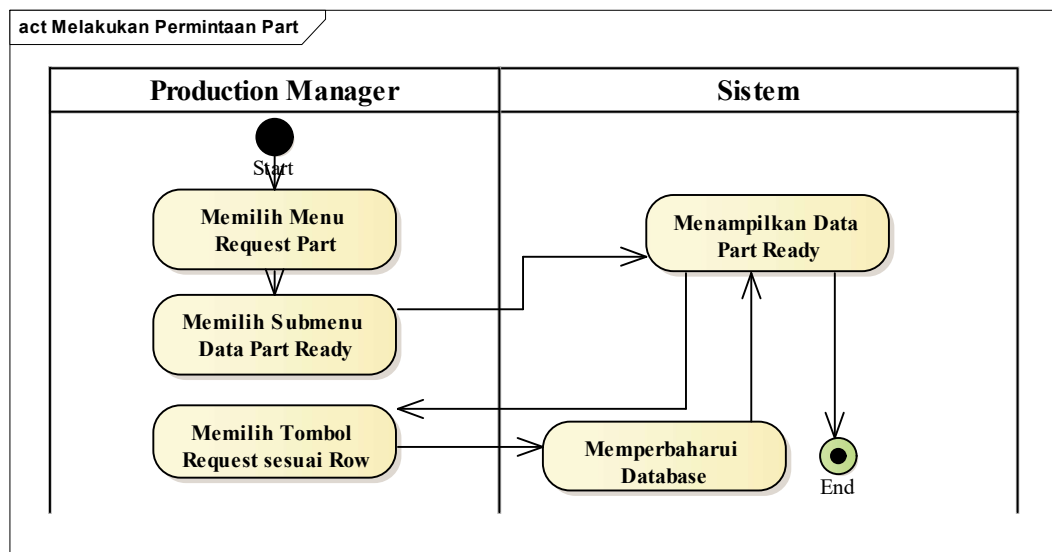 act Melakukan Permintaan Part
Production Manager
Sistem
Start
Memilih Menu
Request Part
Menampilkan Data
Part Ready
Memilih Submenu
Data Part Ready
Memilih Tombol
Request sesuai Row
Memperbaharui
Database
End